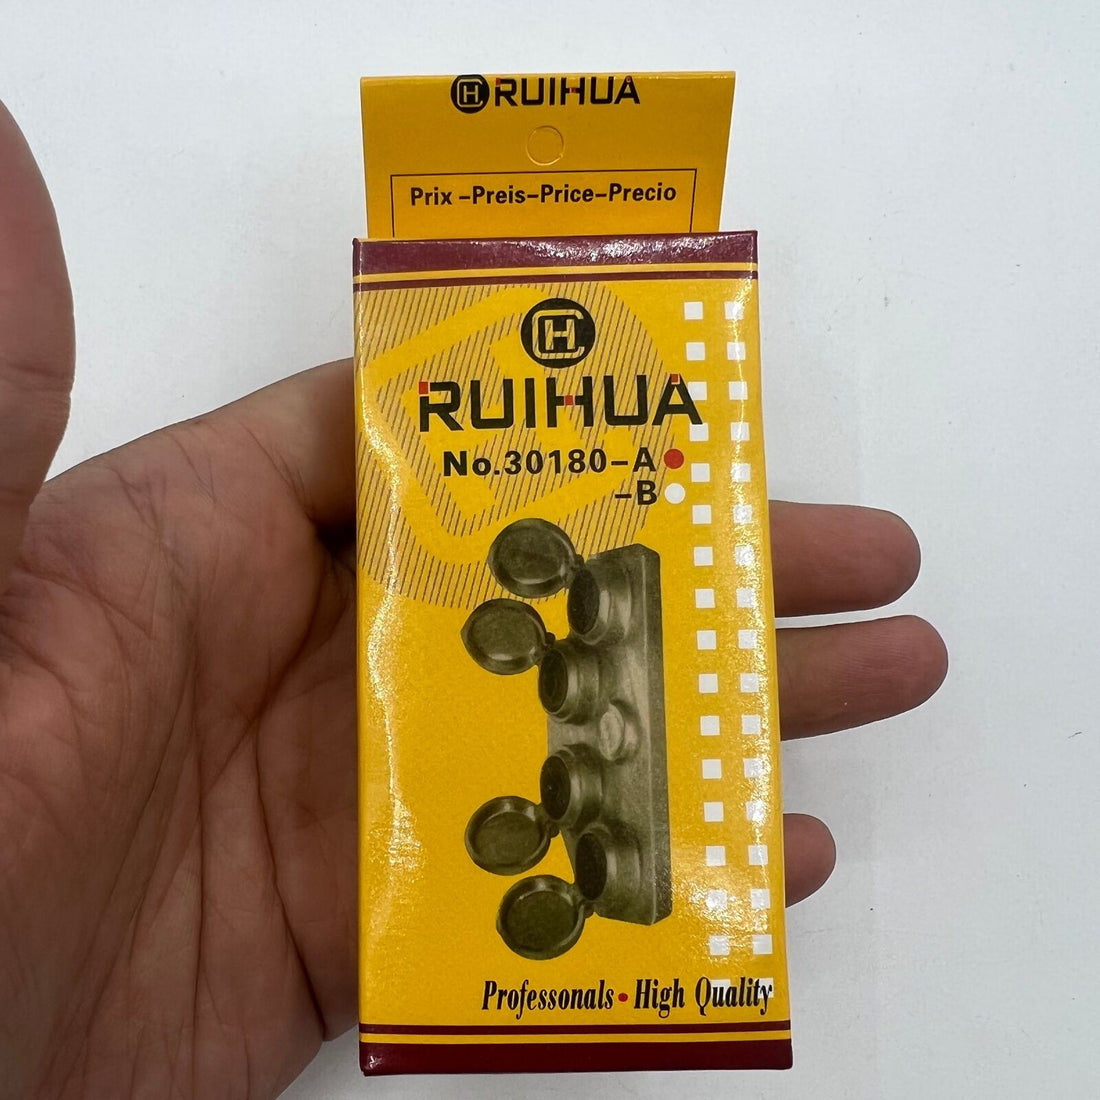 RUIHUA
Prix -Preis-Price-Precio
RUIHUA
No.30180-A
-B
Professonals • High Quality